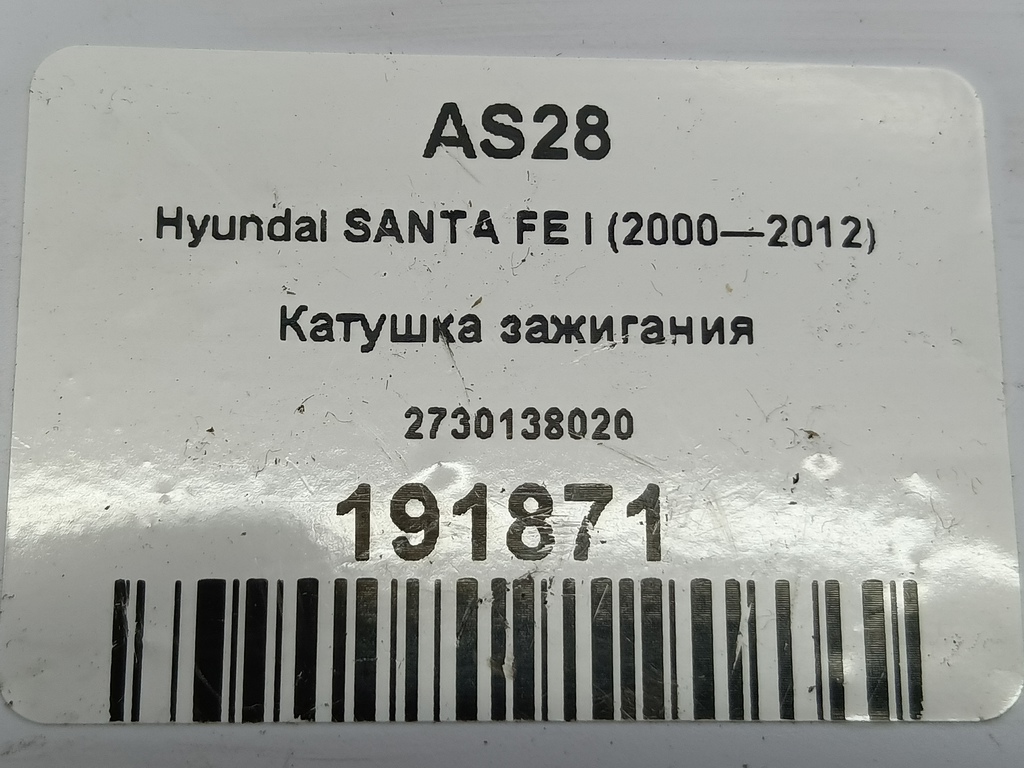 AS28
Hyundai SANTA FE I (2000—2012)
Катушка зажигания
2730138020
191871